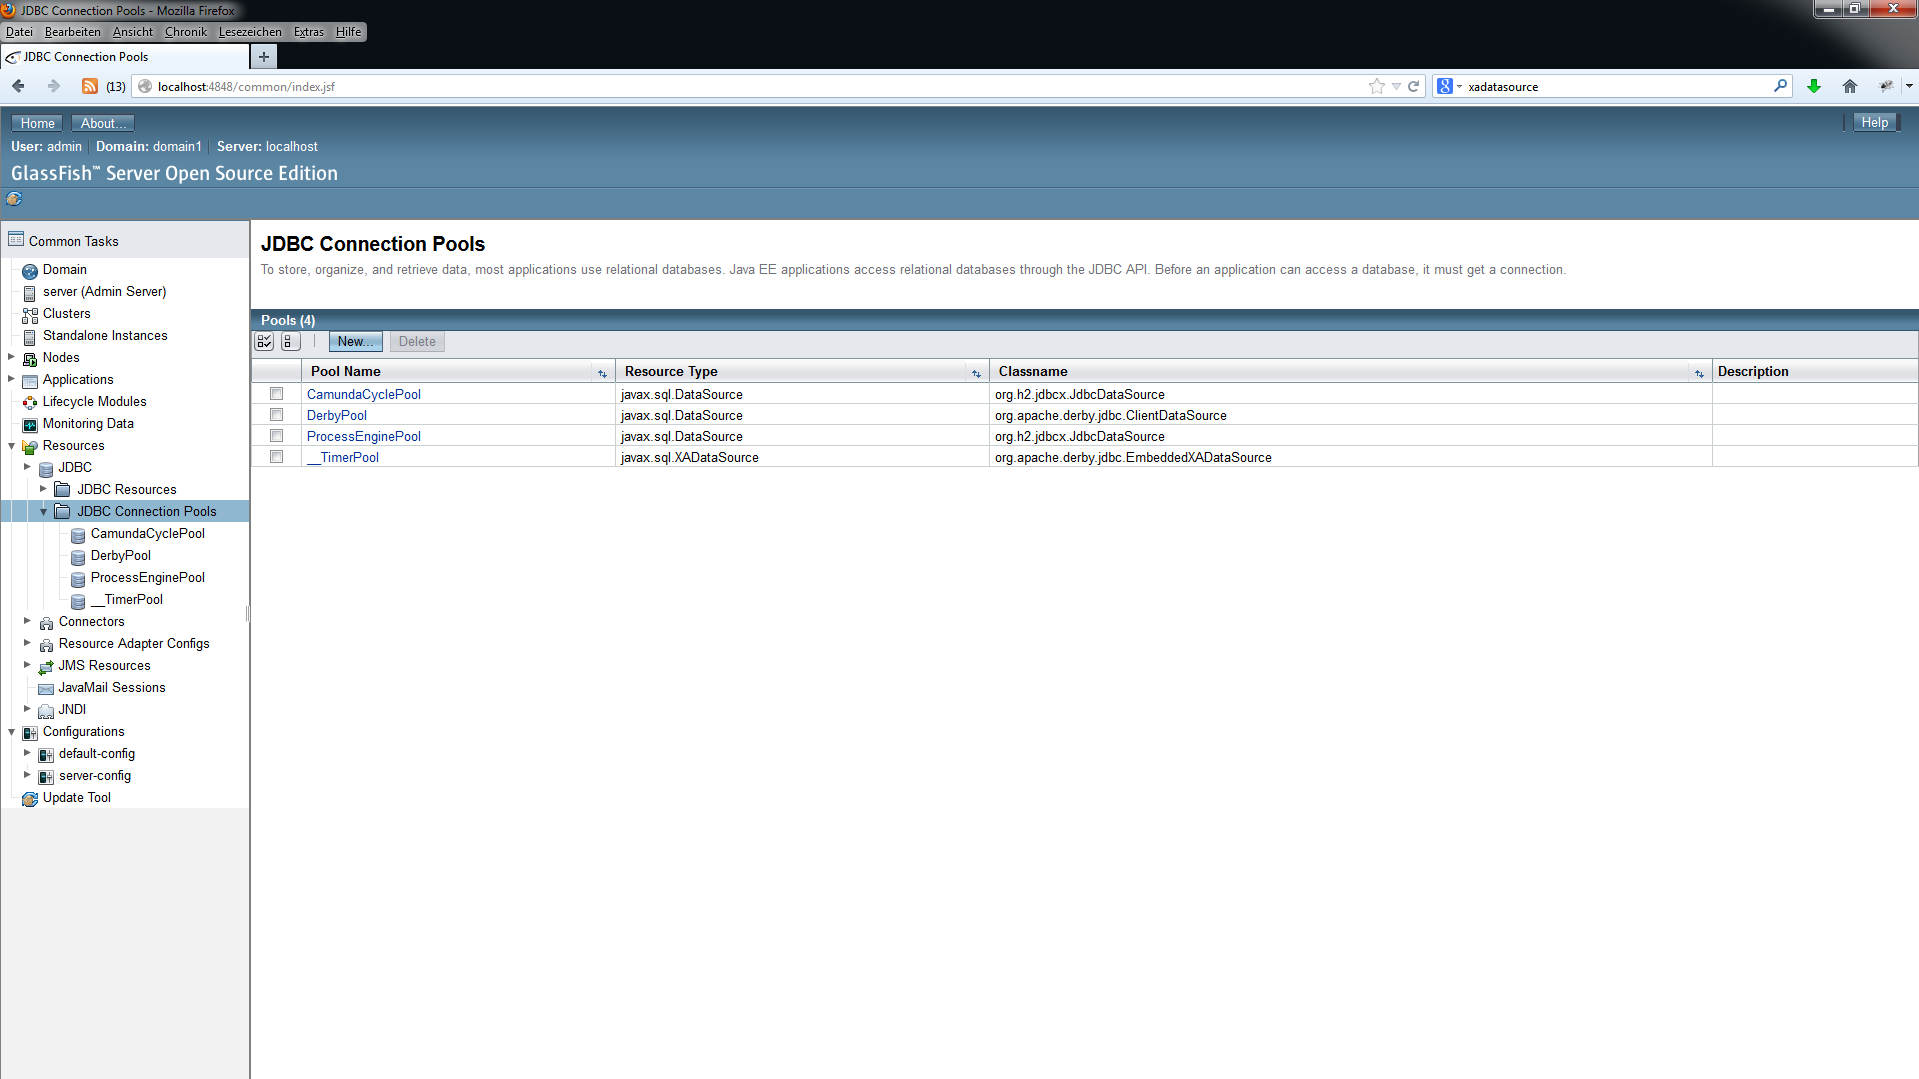 JDBC Connection Pools - Mozilla Firefox
Datei Bearbeiten Ansicht Chronik Lesezeichen Extras Hilfe
JDBC Connection Pools
(13) localhost:4848/common/index.jsf xadatasource
Home About... Help
User: admin Domain: domain1 Server: localhost
GlassFish™ Server Open Source Edition
Common Tasks
Domain
server (Admin Server)
Clusters
Standalone Instances
Nodes
Applications
Lifecycle Modules
Monitoring Data
Resources
JDBC
JDBC Resources
JDBC Connection Pools
CamundaCyclePool
DerbyPool
ProcessEnginePool
__TimerPool
Connectors
Resource Adapter Configs
JMS Resources
JavaMail Sessions
JNDI
Configurations
default-config
server-config
Update Tool
JDBC Connection Pools
To store, organize, and retrieve data, most applications use relational databases. Java EE applications access relational databases through the JDBC API. Before an application can access a database, it must get a connection.
Pools (4)
New... Delete
Pool Name Resource Type Classname Description
CamundaCyclePool javax.sql.DataSource org.h2.jdbcx.JdbcDataSource
DerbyPool javax.sql.DataSource org.apache.derby.jdbc.ClientDataSource
ProcessEnginePool javax.sql.DataSource org.h2.jdbcx.JdbcDataSource
__TimerPool javax.sql.XADataSource org.apache.derby.jdbc.EmbeddedXADataSource